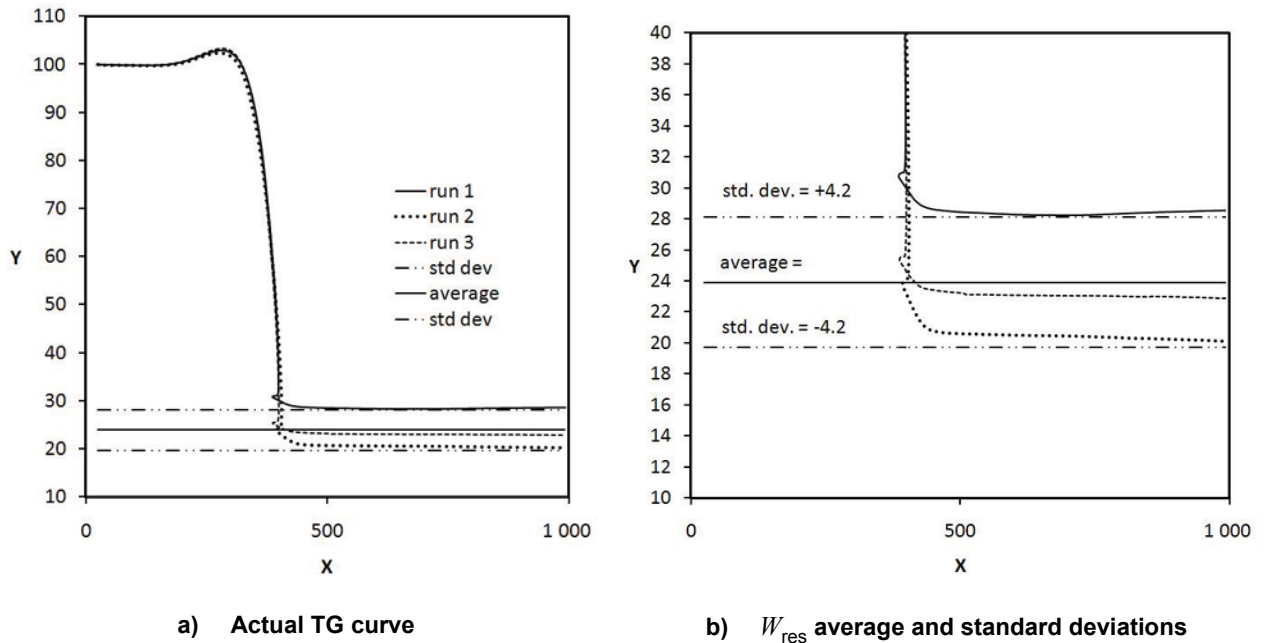 110
100
90
80
70
60
50
40
30
20
10
Y
run 1
run 2
run 3
std dev
average
std dev
0
500
1 000
X
a) Actual TG curve
40
38
36
34
32
30
28
26
24
22
20
18
16
14
12
10
Y
std. dev. = +4.2
average =
std. dev. = -4.2
0
500
1 000
X
b) Wres average and standard deviations